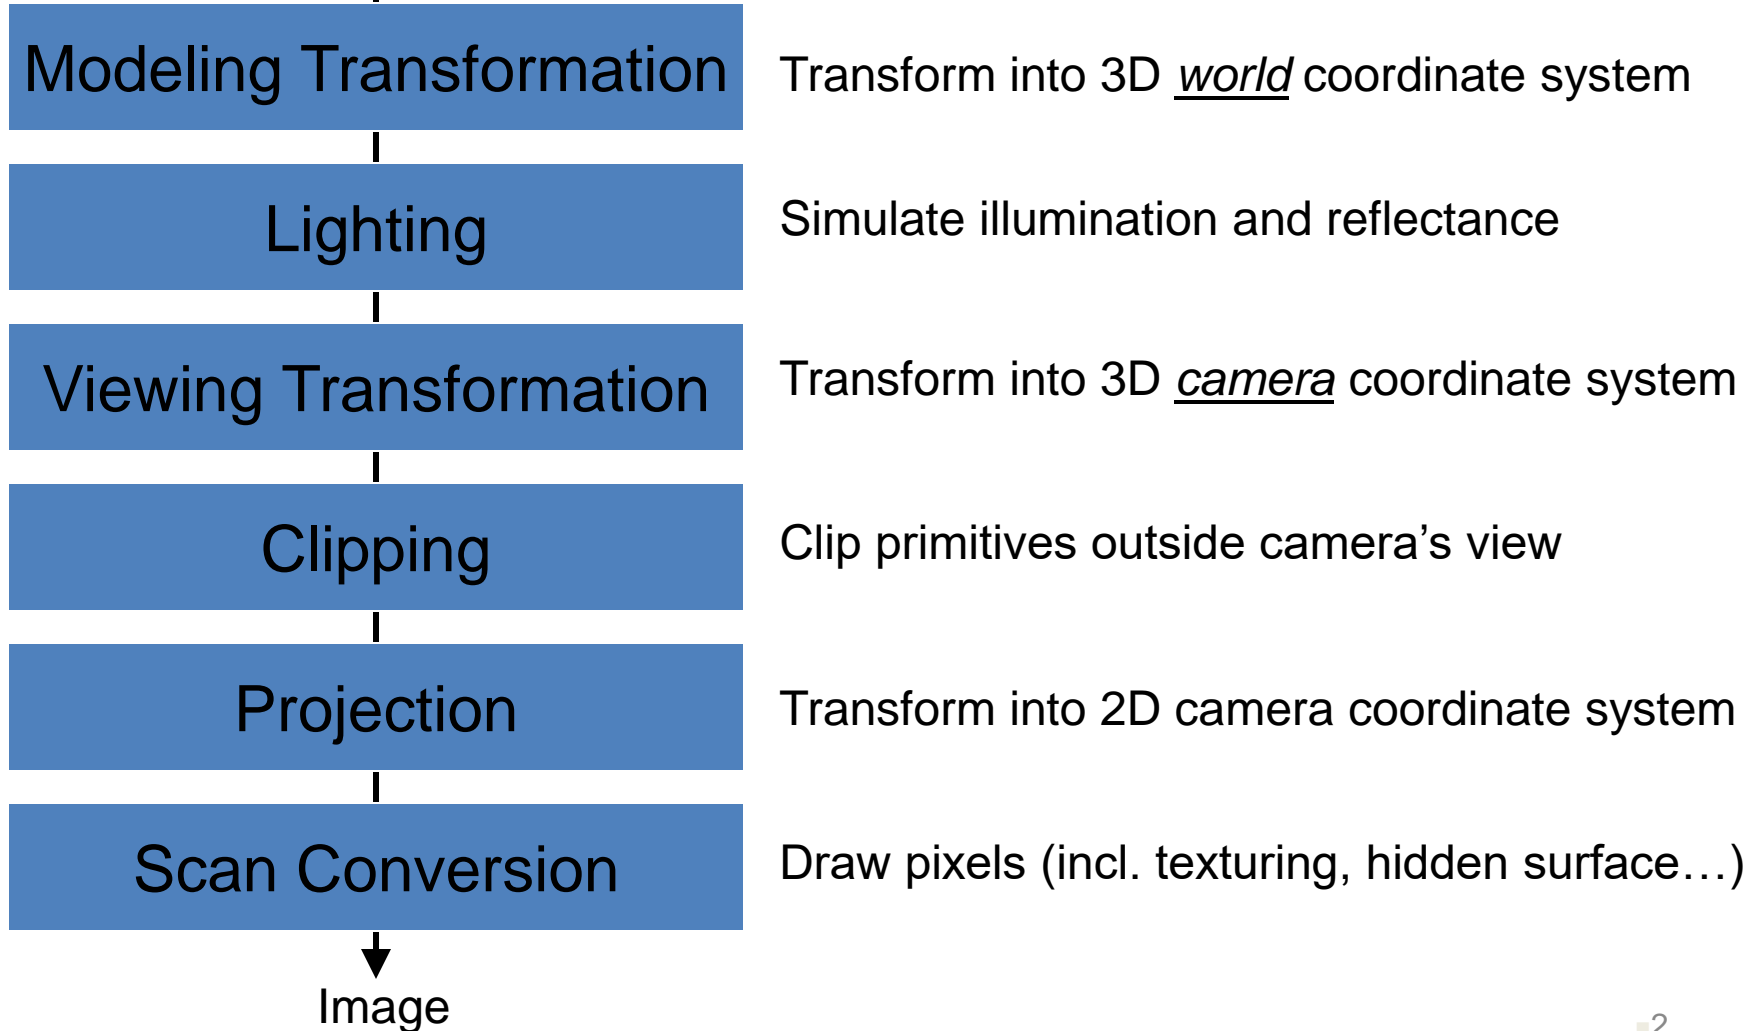 Modeling Transformation
Transform into 3D world coordinate system
Lighting
Simulate illumination and reflectance
Viewing Transformation
Transform into 3D camera coordinate system
Clipping
Clip primitives outside camera’s view
Projection
Transform into 2D camera coordinate system
Scan Conversion
Draw pixels (incl. texturing, hidden surface…)
Image
2